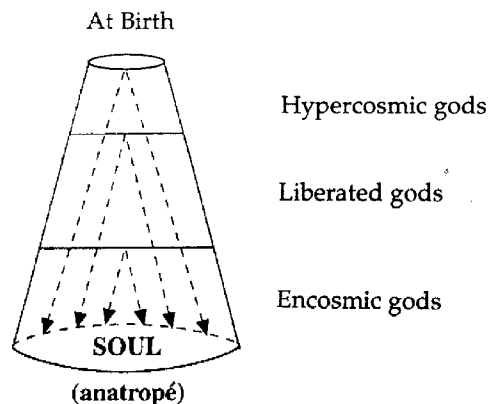 At Birth
Hypercosmic gods
Liberated gods
Encosmic gods
SOUL
(anatropé)